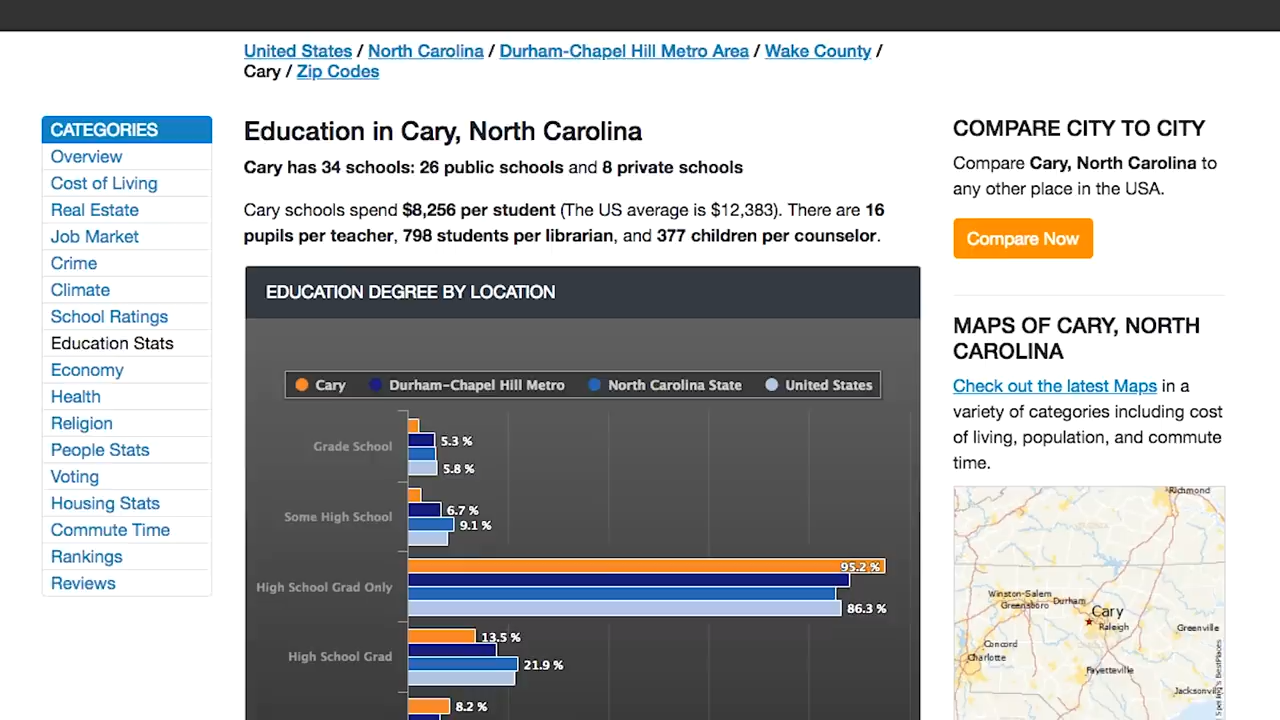 United States / North Carolina / Durham-Chapel Hill Metro Area / Wake County /
Cary / Zip Codes
CATEGORIES
Overview
Cost of Living
Real Estate
Job Market
Crime
Climate
School Ratings
Education Stats
Economy
Health
Religion
People Stats
Voting
Housing Stats
Commute Time
Rankings
Reviews
Education in Cary, North Carolina
Cary has 34 schools: 26 public schools and 8 private schools
Cary schools spend $8,256 per student (The US average is $12,383). There are 16
pupils per teacher, 798 students per librarian, and 377 children per counselor.
EDUCATION DEGREE BY LOCATION
Cary Durham-Chapel Hill Metro North Carolina State United States
Grade School
5.3 %
5.8 %
Some High School
6.7 %
9.1 %
High School Grad Only
95.2 %
86.3 %
High School Grad
13.5 %
21.9 %
8.2 %
COMPARE CITY TO CITY
Compare Cary, North Carolina to
any other place in the USA.
Compare Now
MAPS OF CARY, NORTH
CAROLINA
Check out the latest Maps in a
variety of categories including cost
of living, population, and commute
time.
Richmond
Winston-Salem
Greensboro
Durham
Cary
Raleigh
Greenville
Concord
Charlotte
Fayetteville
Jacksonville
Sperling's BestPlaces